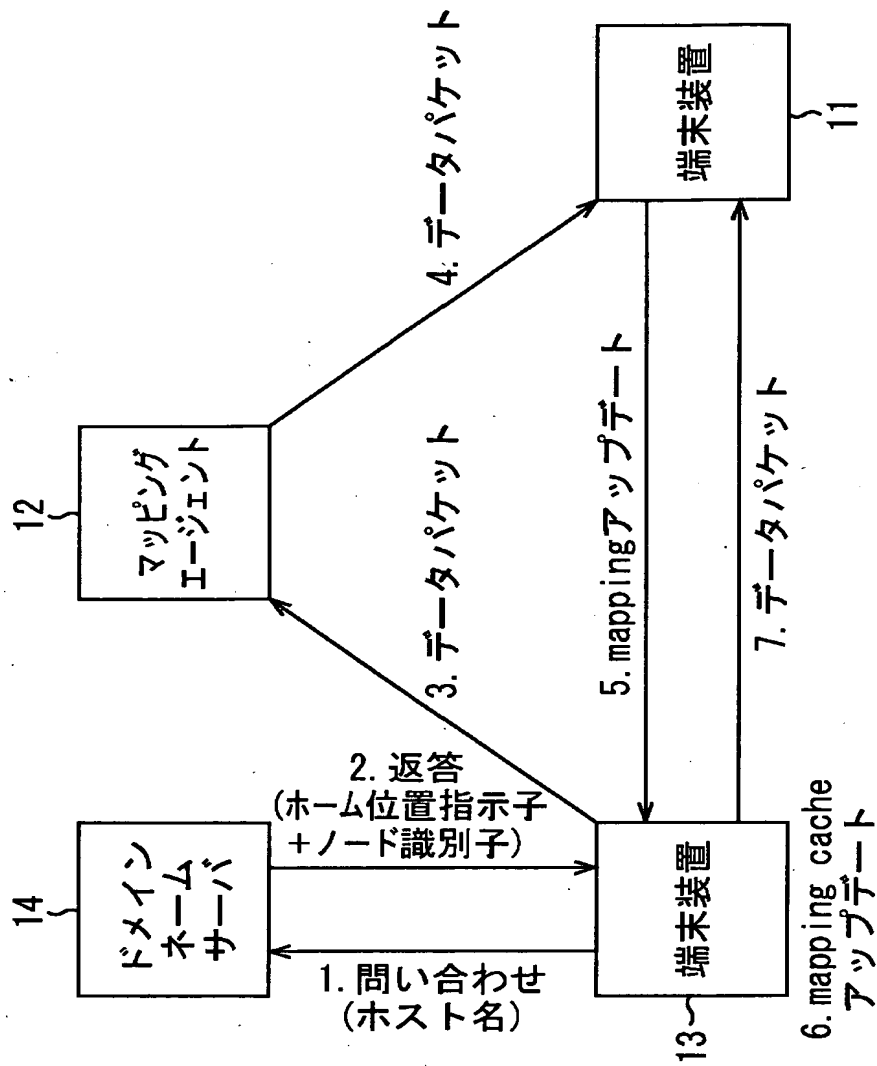 14
ドメイン
ネーム
サーバ
12
マッピング
エージェント
1. 問い合わせ
(ホスト名)
2. 返答
(ホーム位置指示子
+ノード識別子)
3. データパケット
4. データパケット
13
端末装置
5. mappingアップデート
7. データパケット
端末装置
11
6. mapping cache
アップデート